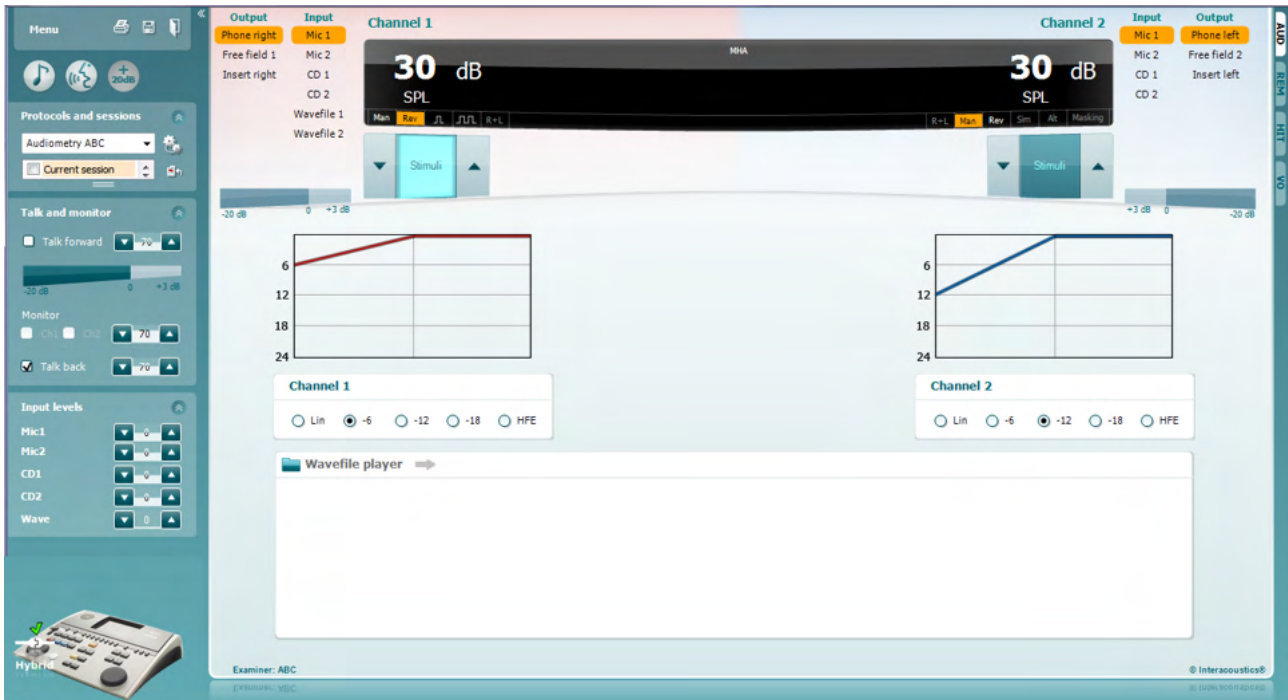 Menu
20dB
Protocols and sessions
Audiometry ABC
Current session
Talk and monitor
Talk forward 70
-20 dB 0 +3 dB
Monitor
Ch1 Ch2 70
Talk back 70
Input levels
Mic1 0
Mic2 0
CD1 0
CD2 0
Wave 0
Hybrid
Output Input Channel 1
Phone right Mic 1
Free field 1 Mic 2
Insert right CD 1
CD 2
Wavefile 1
Wavefile 2
MHA
30 dB
SPL
Man Rev R+L
Stimuli
-20 dB 0 +3 dB
Channel 2 Input Output
Mic 1 Phone left
Mic 2 Free field 2
CD 1 Insert left
CD 2
30 dB
SPL
R+L Man Rev Sim Alt Masking
Stimuli
+3 dB 0 -20 dB
AUD
REM
HIT
VO
6
12
18
24
Channel 1
Lin -6 -12 -18 HFE
6
12
18
24
Channel 2
Lin -6 -12 -18 HFE
Wavefile player
Examiner: ABC
© Interacoustics®